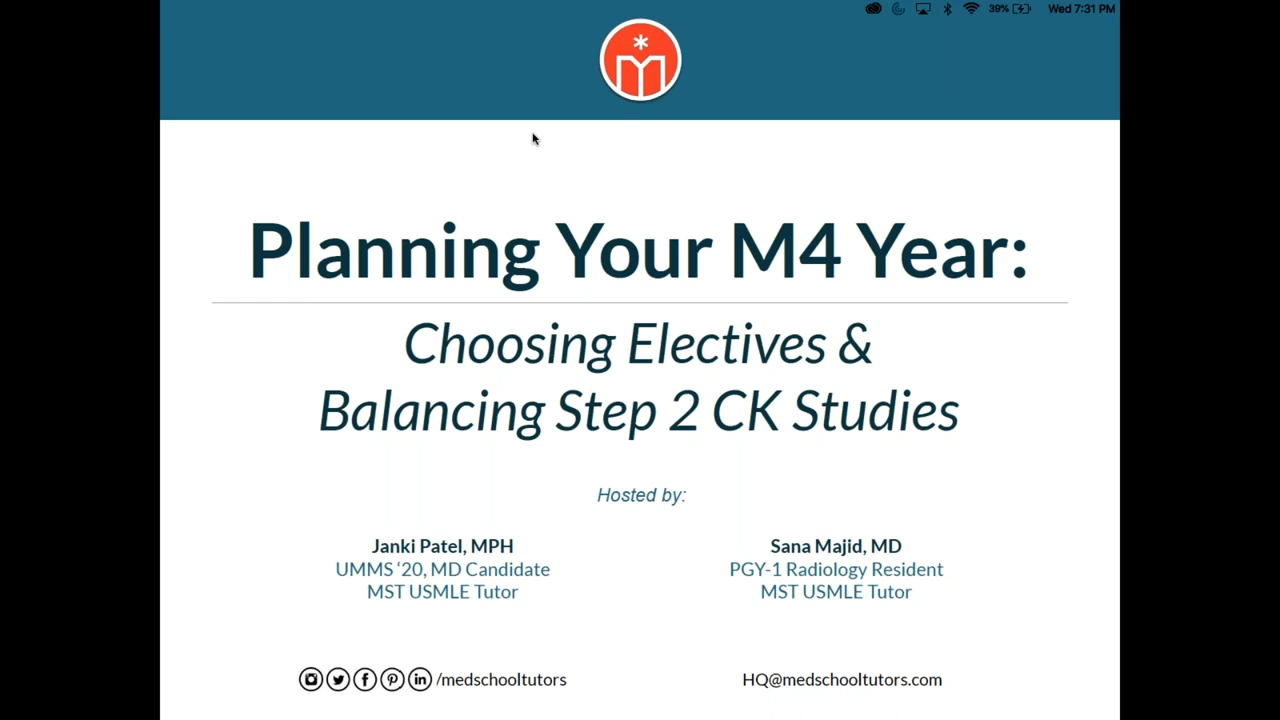 39% Wed 7:31 PM
Planning Your M4 Year:
Choosing Electives &
Balancing Step 2 CK Studies
Hosted by:
Janki Patel, MPH
UMMS ‘20, MD Candidate
MST USMLE Tutor
Sana Majid, MD
PGY-1 Radiology Resident
MST USMLE Tutor
/medschooltutors
HQ@medschooltutors.com